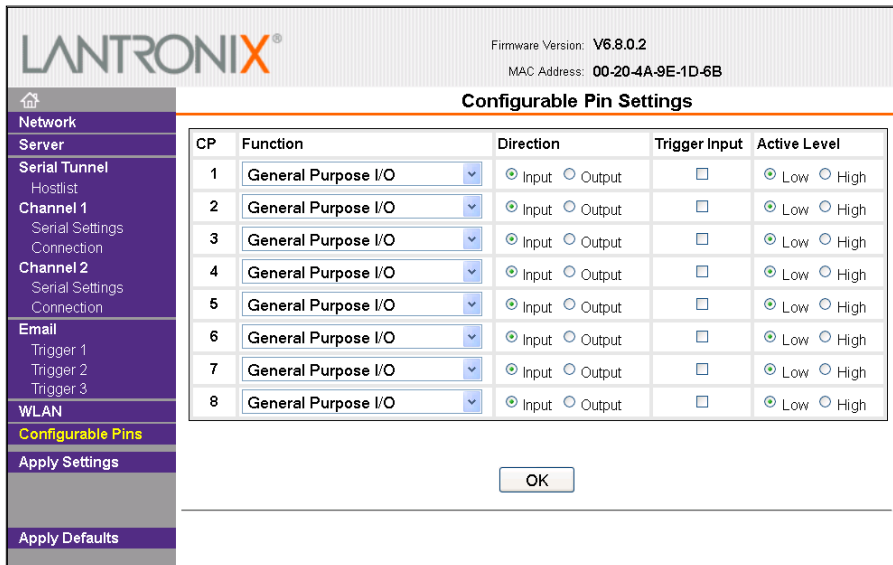 LANTRONIX®
Firmware Version: V6.8.0.2
MAC Address: 00-20-4A-9E-1D-6B
Configurable Pin Settings
Network
Server
Serial Tunnel
Hostlist
Channel 1
Serial Settings
Connection
Channel 2
Serial Settings
Connection
Email
Trigger 1
Trigger 2
Trigger 3
WLAN
Configurable Pins
Apply Settings
Apply Defaults
CP Function Direction Trigger Input Active Level
1 General Purpose I/O Input Output Low High
2 General Purpose I/O Input Output Low High
3 General Purpose I/O Input Output Low High
4 General Purpose I/O Input Output Low High
5 General Purpose I/O Input Output Low High
6 General Purpose I/O Input Output Low High
7 General Purpose I/O Input Output Low High
8 General Purpose I/O Input Output Low High
OK